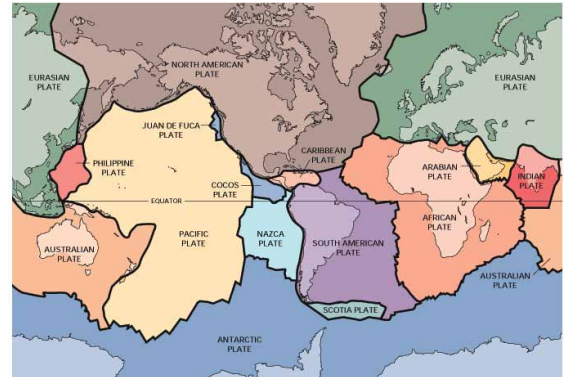 NORTH AMERICAN
PLATE
EURASIAN
PLATE
EURASIAN
PLATE
JUAN DE FUCA
PLATE
CARIBBEAN
PLATE
PHILIPPINE
PLATE
ARABIAN
PLATE
INDIAN
PLATE
COCOS
PLATE
EQUATOR
AUSTRALIAN
PLATE
PACIFIC
PLATE
NAZCA
PLATE
SOUTH AMERICAN
PLATE
AFRICAN
PLATE
AUSTRALIAN
PLATE
SCOTIA PLATE
ANTARCTIC
PLATE